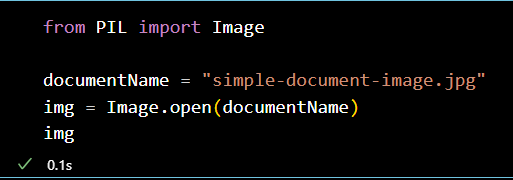 from PIL import Image
documentName = "simple-document-image.jpg"
img = Image.open(documentName)
img
0.1s